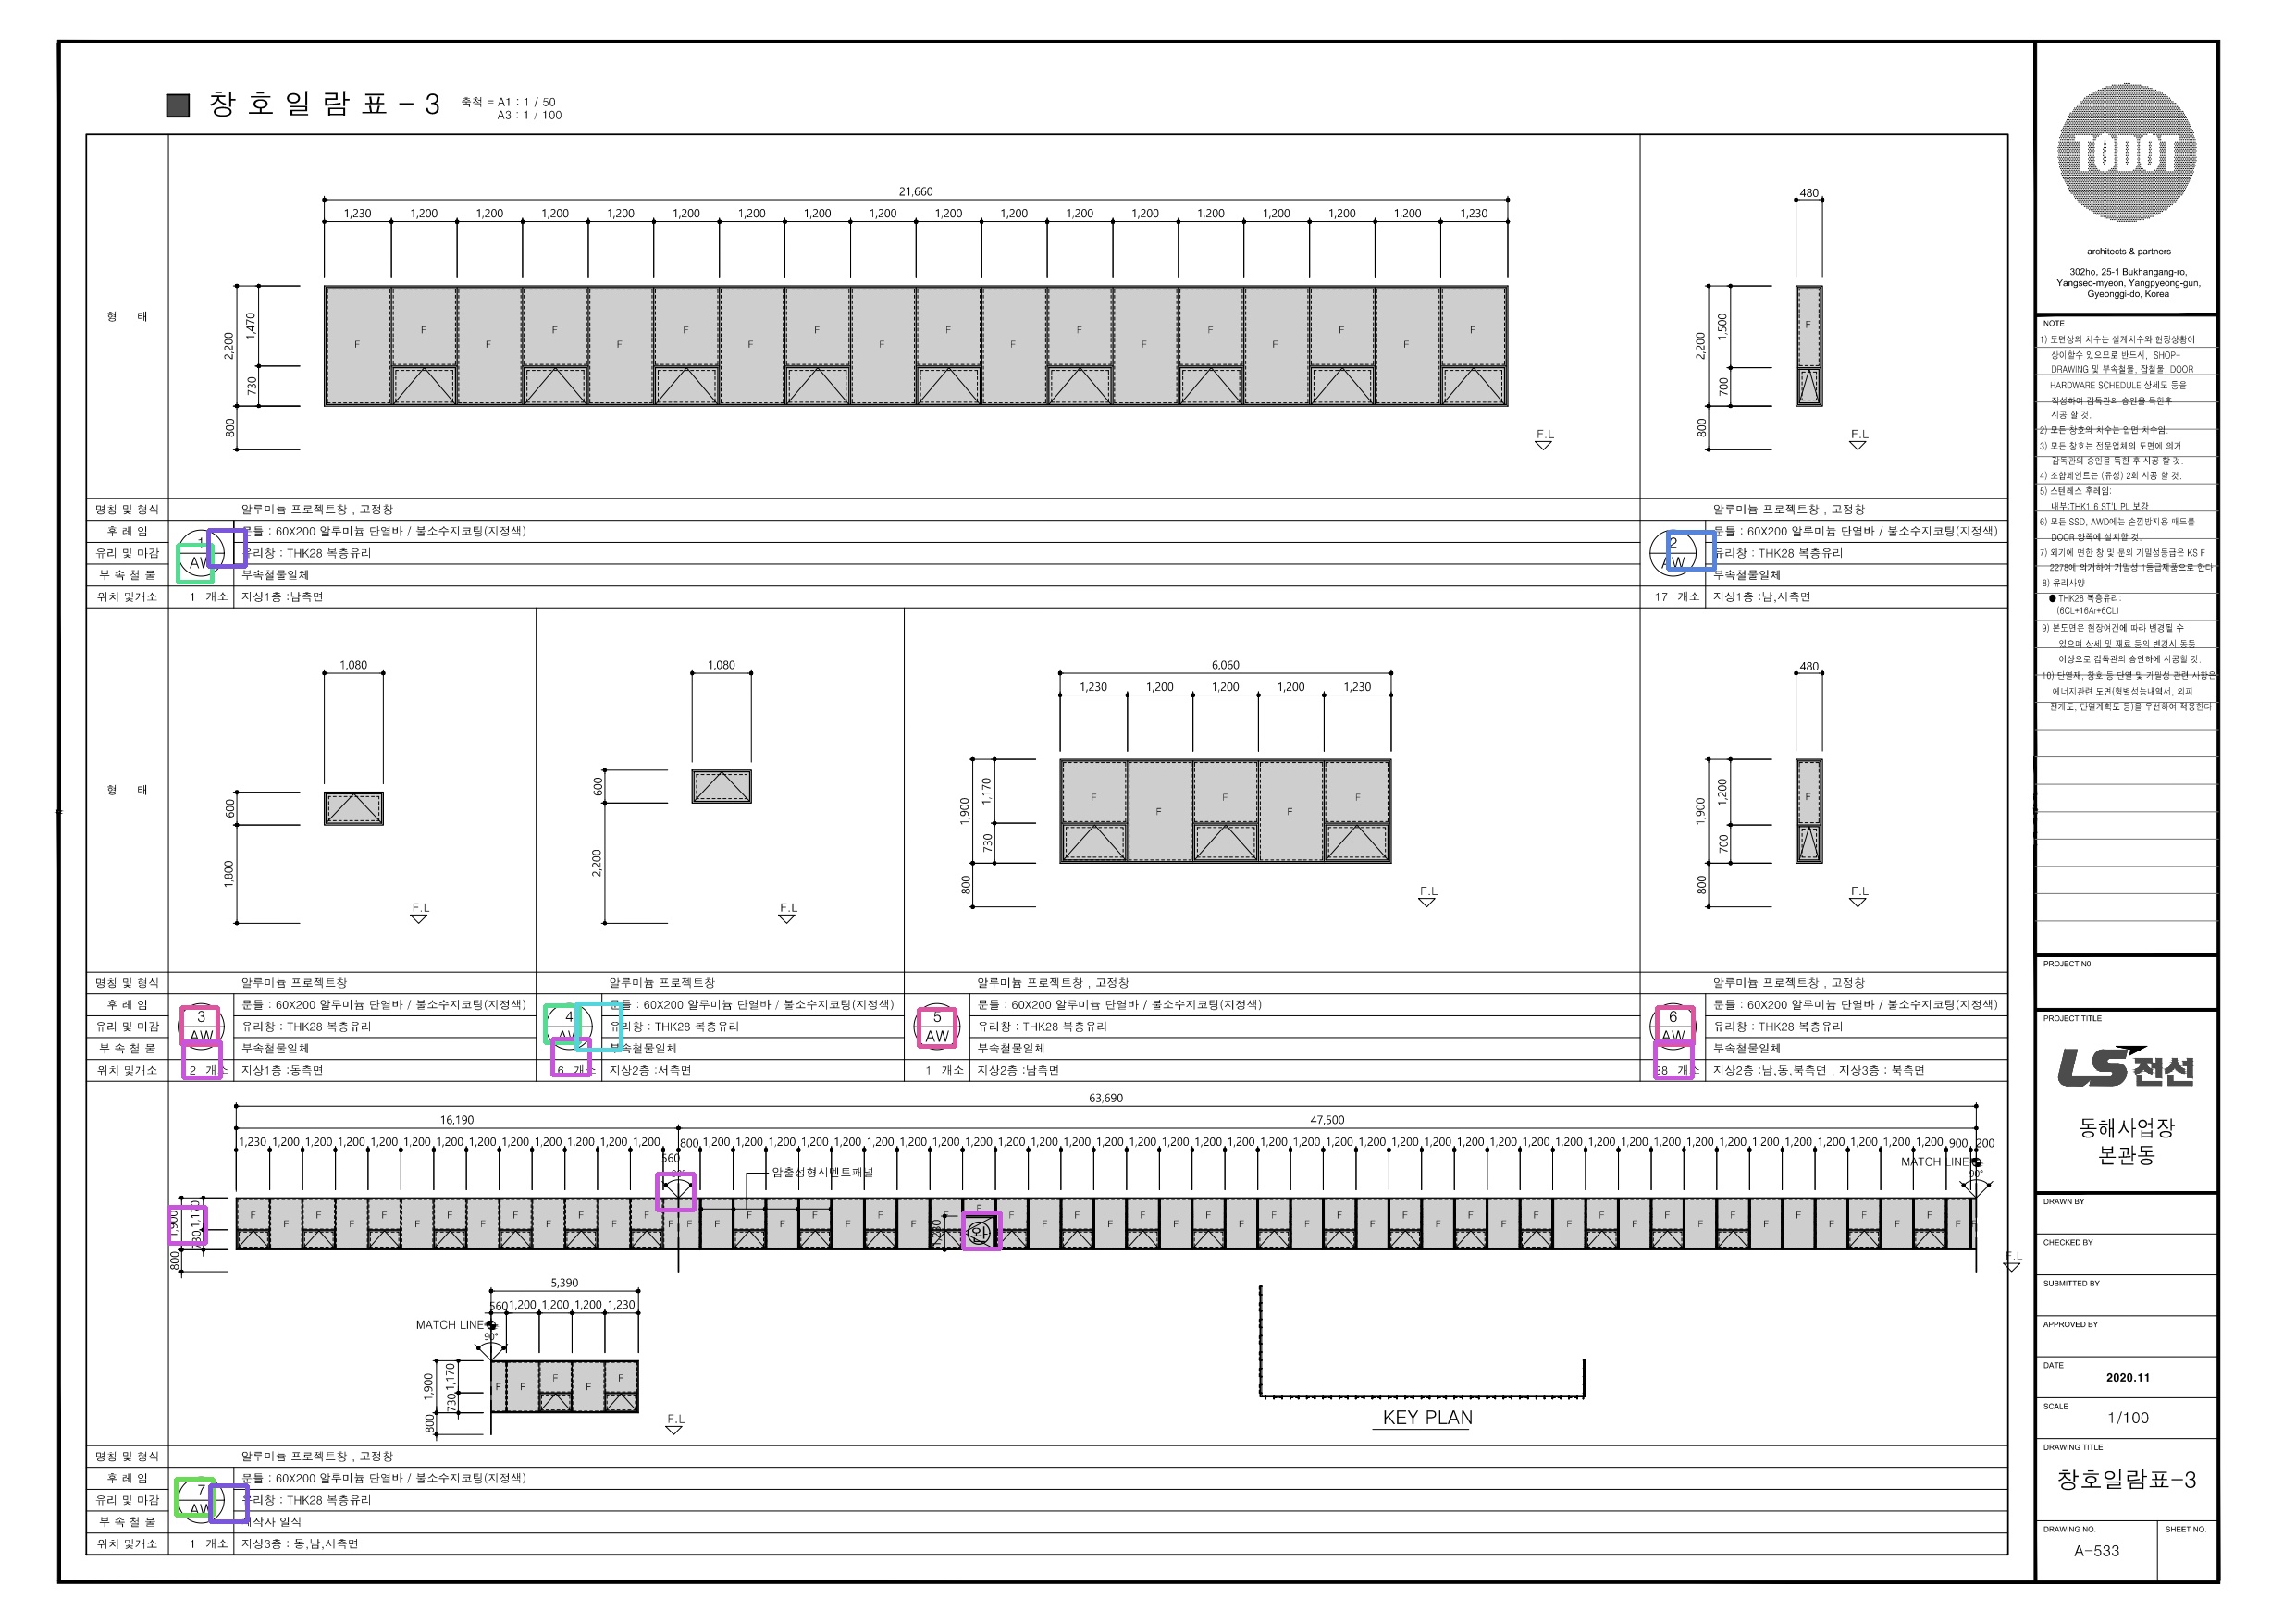 창호일람표-3
축척 = A1 : 1 / 50
A3 : 1 / 100
21,660
1,230 1,200 1,200 1,200 1,200 1,200 1,200 1,200 1,200 1,200 1,200 1,200 1,200 1,200 1,200 1,200 1,200 1,230
480
형 태
2,200
1,470
730
800
F F F F F F F F F F F F F F F F F F
F.L
2,200
1,500
700
800
F
F.L
명칭 및 형식 알루미늄 프로젝트창 , 고정창 알루미늄 프로젝트창 , 고정창
후 레 임 문틀 : 60X200 알루미늄 단열바 / 불소수지코팅(지정색) 문틀 : 60X200 알루미늄 단열바 / 불소수지코팅(지정색)
1 AW
2 AW
유리 및 마감 유리창 : THK28 복층유리 유리창 : THK28 복층유리
부 속 철 물 부속철물일체 부속철물일체
위치 및개소 1 개소 지상1층 :남측면 17 개소 지상1층 :남,서측면
1,080
1,080
6,060
1,230 1,200 1,200 1,200 1,230
480
형 태
600
1,800
F.L
600
2,200
F.L
1,900
1,170
730
800
F F F F F
F.L
1,900
1,200
700
800
F
F.L
명칭 및 형식 알루미늄 프로젝트창 알루미늄 프로젝트창 알루미늄 프로젝트창 , 고정창 알루미늄 프로젝트창 , 고정창
후 레 임 문틀 : 60X200 알루미늄 단열바 / 불소수지코팅(지정색) 문틀 : 60X200 알루미늄 단열바 / 불소수지코팅(지정색) 문틀 : 60X200 알루미늄 단열바 / 불소수지코팅(지정색) 문틀 : 60X200 알루미늄 단열바 / 불소수지코팅(지정색)
3 AW
4 AW
5 AW
6 AW
유리 및 마감 유리창 : THK28 복층유리 유리창 : THK28 복층유리 유리창 : THK28 복층유리 유리창 : THK28 복층유리
부 속 철 물 부속철물일체 부속철물일체 부속철물일체 부속철물일체
위치 및개소 2 개소 지상1층 :동측면 6 개소 지상2층 :서측면 1 개소 지상2층 :남측면 38 개소 지상2층 :남,동,북측면 , 지상3층 : 북측면
63,690
16,190 47,500
1,230 1,200 1,200 1,200 1,200 1,200 1,200 1,200 1,200 1,200 1,200 1,200 1,200 560 800 1,200 1,200 1,200 1,200 1,200 1,200 1,200 1,200 1,200 1,200 1,200 1,200 1,200 1,200 1,200 1,200 1,200 1,200 1,200 1,200 1,200 1,200 1,200 1,200 1,200 1,200 1,200 1,200 1,200 1,200 1,200 1,200 1,200 1,200 1,200 1,200 1,200 900 200
압출성형시멘트패널
MATCH LINE
90°
1,900
1,170
730
800
완
F.L
5,390
560 1,200 1,200 1,200 1,230
MATCH LINE
90°
1,900
1,170
730
800
F F F F F
F.L
KEY PLAN
명칭 및 형식 알루미늄 프로젝트창 , 고정창
후 레 임 문틀 : 60X200 알루미늄 단열바 / 불소수지코팅(지정색)
7 AW
유리 및 마감 유리창 : THK28 복층유리
부 속 철 물 제작자 일식
위치 및개소 1 개소 지상3층 : 동,남,서측면
TODOT
architects & partners
302ho, 25-1 Bukhangang-ro,
Yangseo-myeon, Yangpyeong-gun,
Gyeonggi-do, Korea
NOTE
1) 도면상의 치수는 설계치수와 현장상황이
상이할수 있으므로 반드시, SHOP-
DRAWING 및 부속철물, 잡철물, DOOR
HARDWARE SCHEDULE 상세도 등을
작성하여 감독관의 승인을 득한후
시공 할 것.
2) 모든 창호의 치수는 입면 치수임.
3) 모든 창호는 전문업체의 도면에 의거
감독관의 승인을 득한 후 시공 할 것.
4) 조합페인트는 (유성) 2회 시공 할 것.
5) 스텐레스 후레임:
내부:THK1.6 ST'L PL 보강
6) 모든 SSD, AWD에는 손낌방지용 패드를
DOOR 양쪽에 설치할 것.
7) 외기에 면한 창 및 문의 기밀성등급은 KS F
2278에 의거하여 기밀성 1등급제품으로 한다
8) 유리사양
● THK28 복층유리:
(6CL+16Ar+6CL)
9) 본도면은 현장여건에 따라 변경될 수
있으며 상세 및 재료 등의 변경시 동등
이상으로 감독관의 승인하에 시공할 것.
10) 단열재, 창호 등 단열 및 기밀성 관련 사항은
에너지관련 도면(형별성능내역서, 외피
전개도, 단열계획도 등)을 우선하여 적용한다
PROJECT NO.
PROJECT TITLE
LS전선
동해사업장
본관동
DRAWN BY
CHECKED BY
SUBMITTED BY
APPROVED BY
DATE
2020.11
SCALE
1/100
DRAWING TITLE
창호일람표-3
DRAWING NO. SHEET NO.
A-533